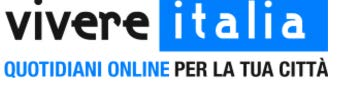 vivere italia
QUOTIDIANI ONLINE PER LA TUA CITTÀ